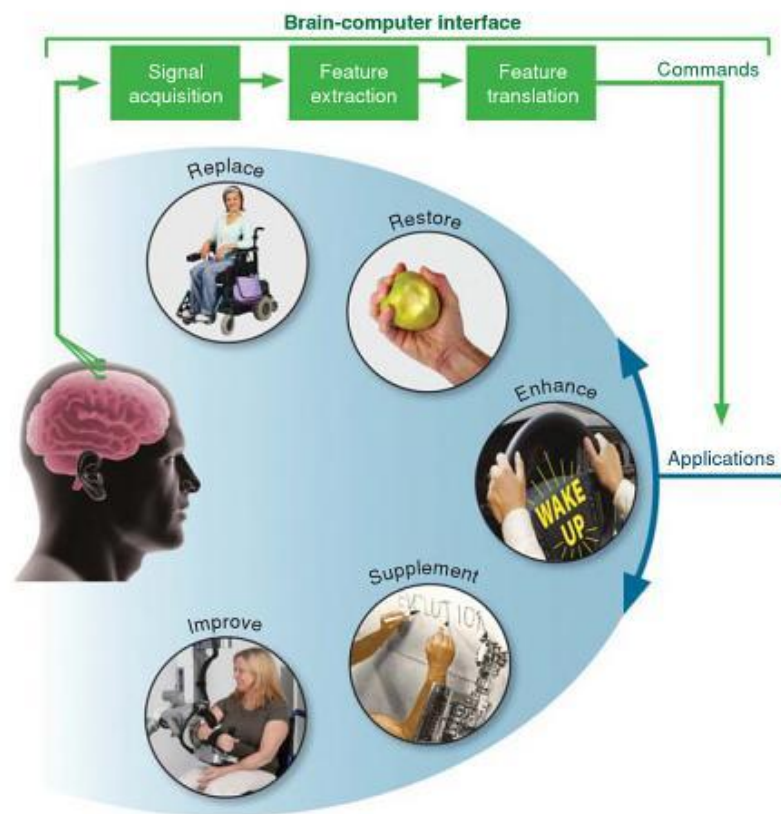 Brain-computer interface
Signal
acquisition
Feature
extraction
Feature
translation
Commands
Replace
Restore
Enhance
WAKE
UP
Applications
Supplement
Improve